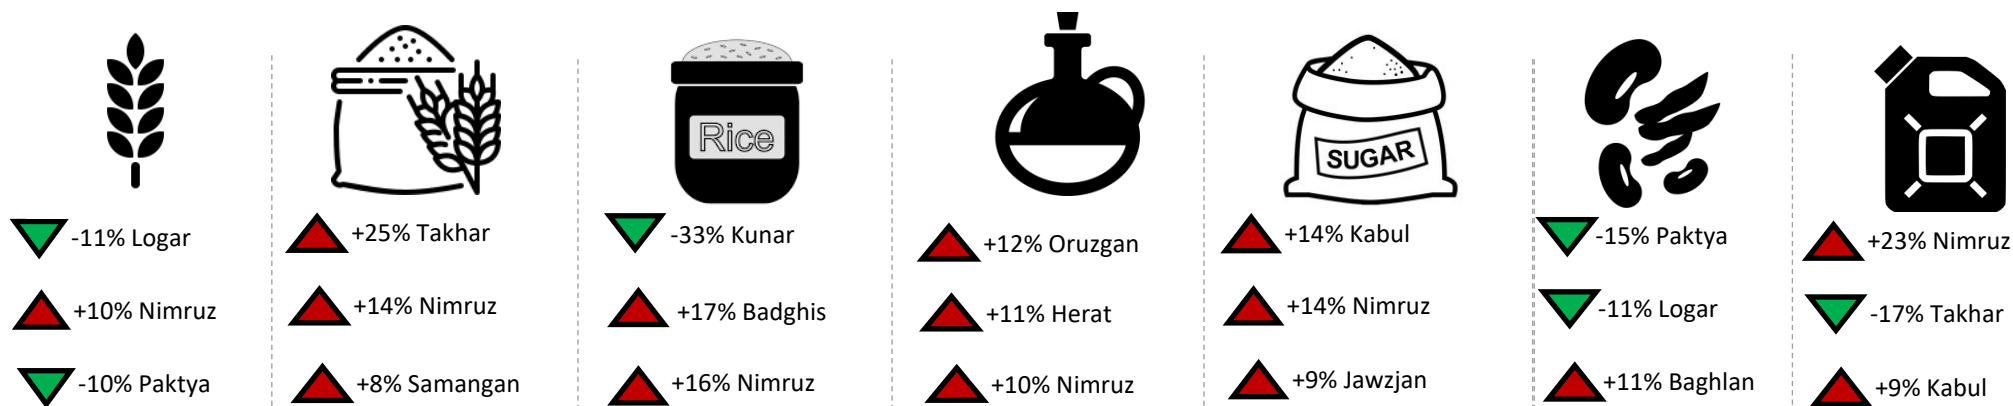 Rice
SUGAR
-11% Logar
+10% Nimruz
-10% Paktya
+25% Takhar
+14% Nimruz
+8% Samangan
-33% Kunar
+17% Badghis
+16% Nimruz
+12% Oruzgan
+11% Herat
+10% Nimruz
+14% Kabul
+14% Nimruz
+9% Jawzjan
-15% Paktya
-11% Logar
+11% Baghlan
+23% Nimruz
-17% Takhar
+9% Kabul